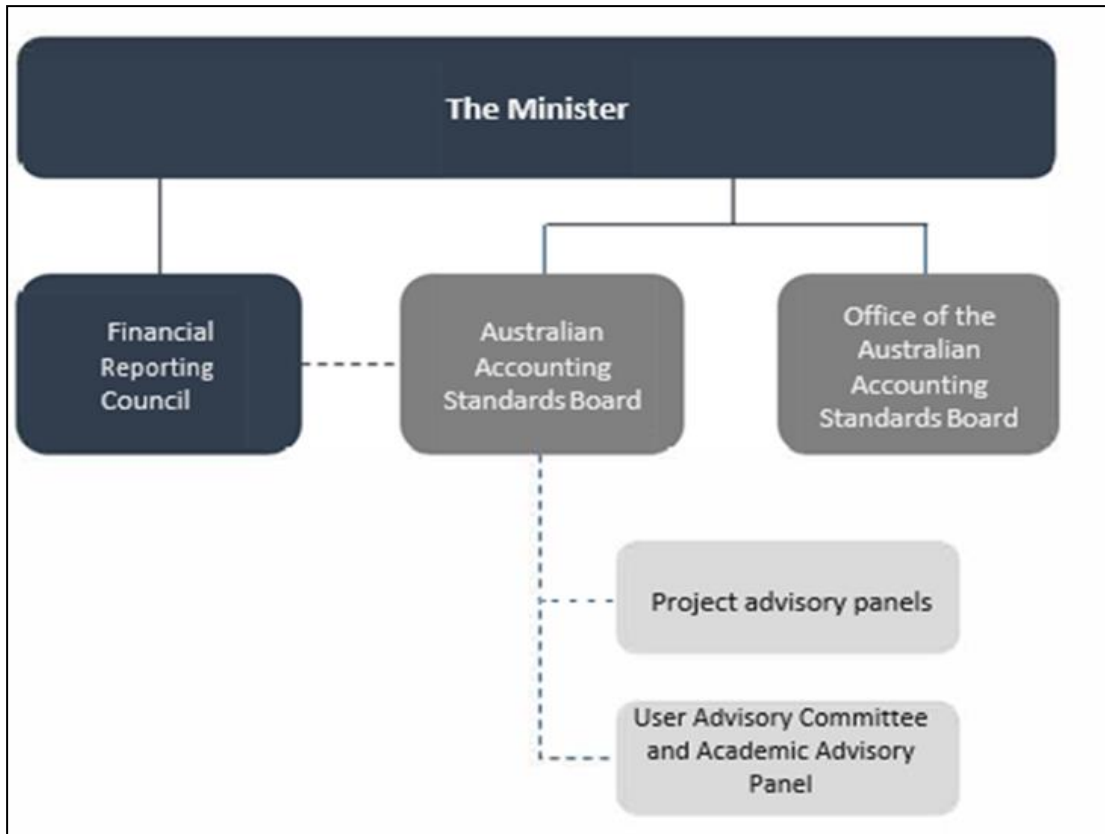 The Minister
Financial
Reporting
Council
Australian
Accounting
Standards Board
Office of the
Australian
Accounting
Standards Board
Project advisory panels
User Advisory Committee
and Academic Advisory
Panel